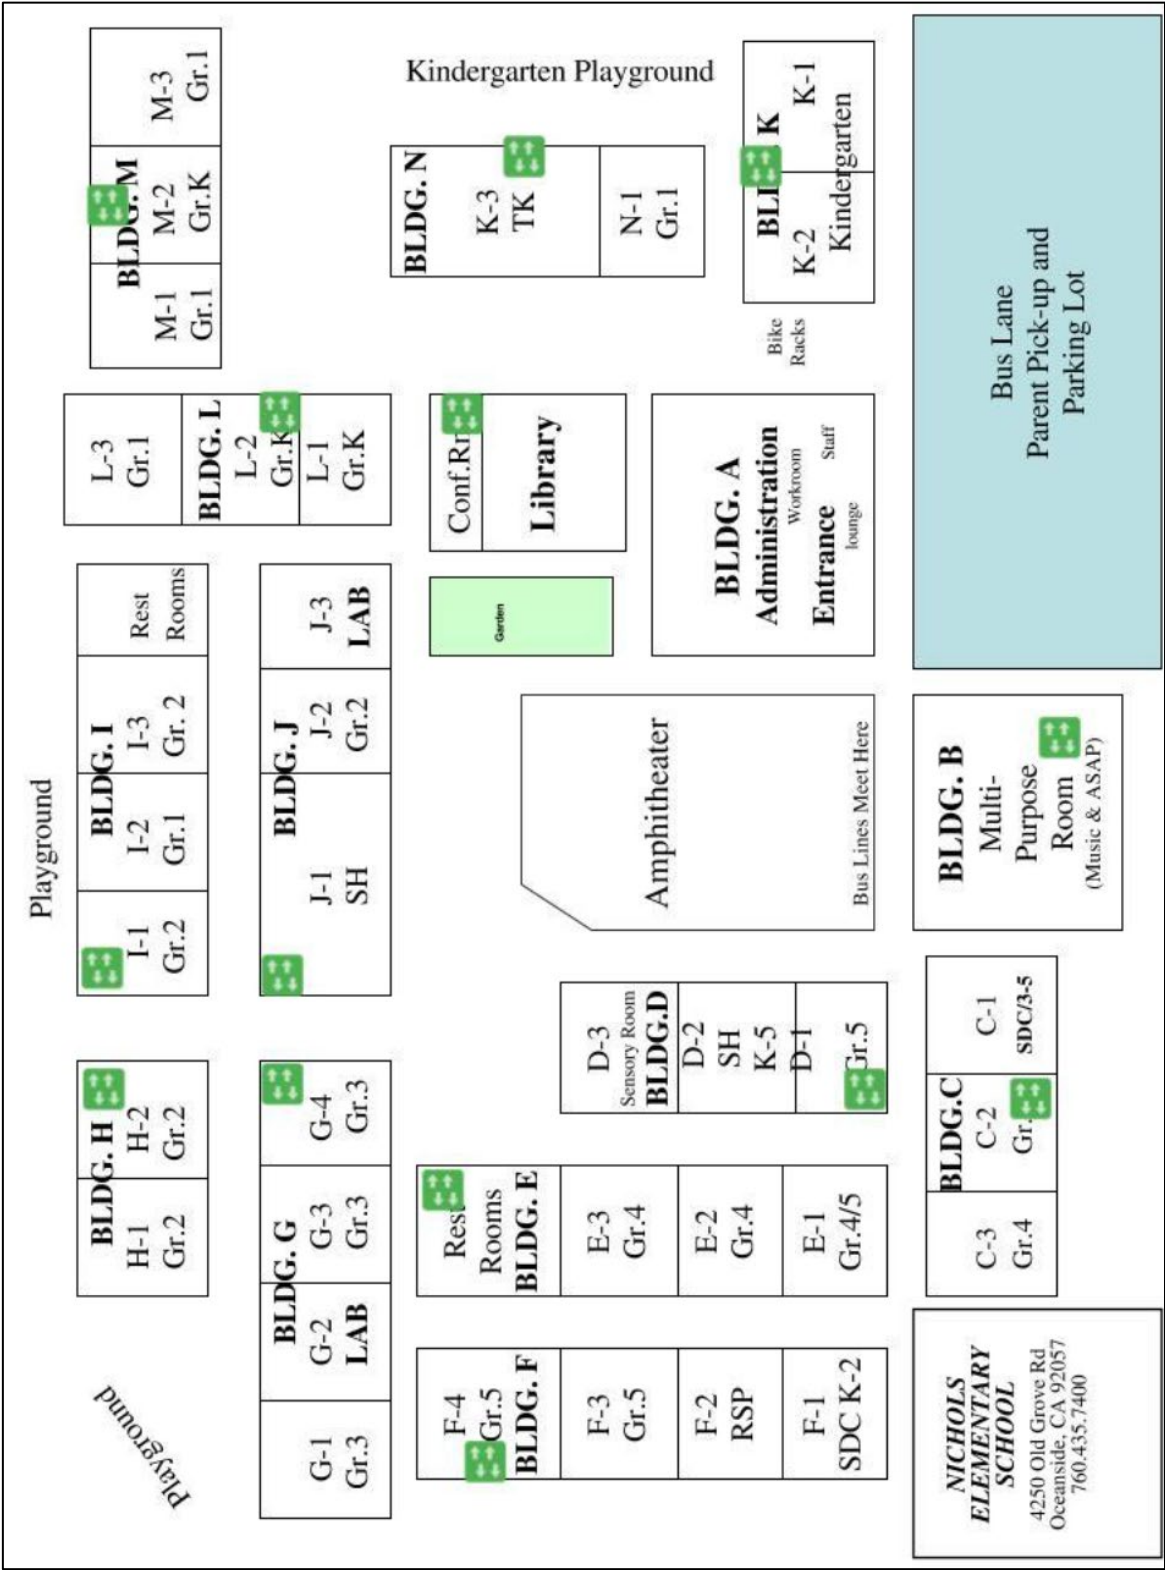 Kindergarten Playground
M-3
Gr.1
BLDG. M
M-2
Gr.K
M-1
Gr.1
BLDG. N
K-3
TK
N-1
Gr.1
K
K-1
K-2
Kindergarten
Bike
Racks
Bus Lane
Parent Pick-up and
Parking Lot
L-3
Gr.1
BLDG. L
L-2
Gr.K
L-1
Gr.K
Conf.Rm
Library
BLDG. A
Administration
Workroom
Entrance
Staff
lounge
Garden
Playground
BLDG. I
Rest
Rooms
I-3
Gr. 2
I-2
Gr.1
I-1
Gr.2
BLDG. J
J-3
LAB
J-2
Gr.2
J-1
SH
Amphitheater
Bus Lines Meet Here
BLDG. B
Multi-
Purpose
Room
(Music & ASAP)
BLDG. H
H-2
Gr.2
H-1
Gr.2
BLDG. G
G-4
Gr.3
G-3
Gr.3
G-2
LAB
G-1
Gr.3
D-3
Sensory Room
BLDG.D
D-2
SH
K-5
D-1
Gr.5
BLDG.C
C-1
SDC/3-5
C-2
Gr.
C-3
Gr.4
Rest
Rooms
BLDG. E
E-3
Gr.4
E-2
Gr.4
E-1
Gr.4/5
F-4
Gr.5
BLDG. F
F-3
Gr.5
F-2
RSP
F-1
SDC K-2
Playground
NICHOLS
ELEMENTARY
SCHOOL
4250 Old Grove Rd
Oceanside, CA 92057
760.435.7400